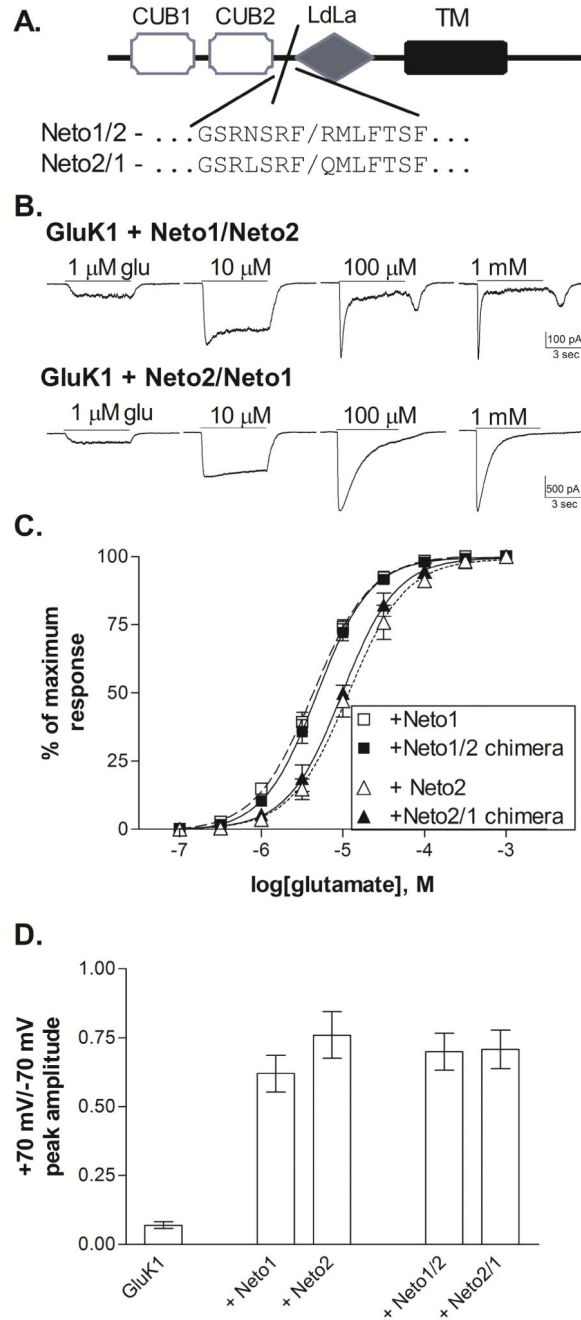 A.
CUB1 CUB2 LdLa TM
Neto1/2 - ...GSRNSRF/RMLFTSF...
Neto2/1 - ...GSRLSRF/QMLFTSF...
B.
GluK1 + Neto1/Neto2
1 μM glu 10 μM 100 μM 1 mM
100 pA
3 sec
GluK1 + Neto2/Neto1
1 μM glu 10 μM 100 μM 1 mM
500 pA
3 sec
C.
% of maximum
response
100
75
50
25
0
+Neto1
+Neto1/2 chimera
+ Neto2
+Neto2/1 chimera
-7 -6 -5 -4 -3
log[glutamate], M
D.
+70 mV/-70 mV
peak amplitude
1.00
0.75
0.50
0.25
0.00
GluK1 + Neto1 + Neto2 + Neto1/2 + Neto2/1